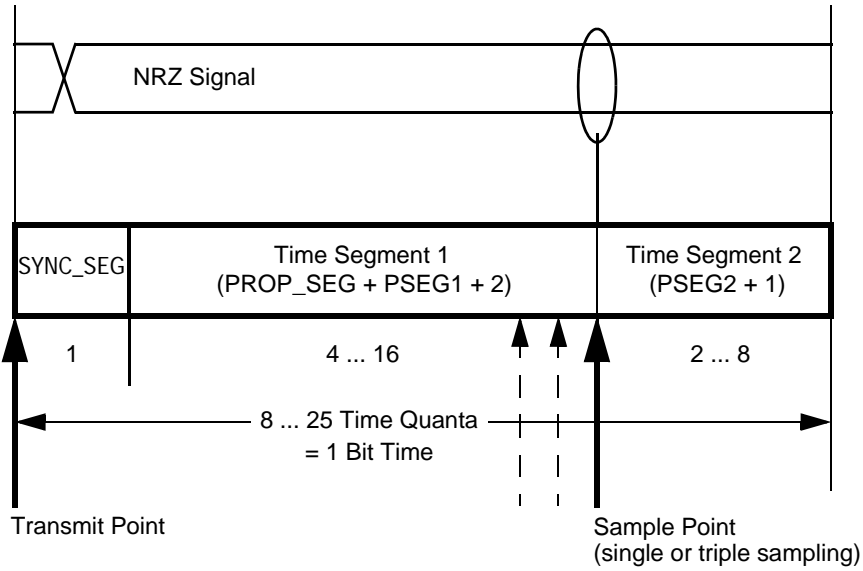 NRZ Signal
SYNC_SEG
Time Segment 1
(PROP_SEG + PSEG1 + 2)
Time Segment 2
(PSEG2 + 1)
1
4 ... 16
2 ... 8
8 ... 25 Time Quanta
= 1 Bit Time
Transmit Point
Sample Point
(single or triple sampling)